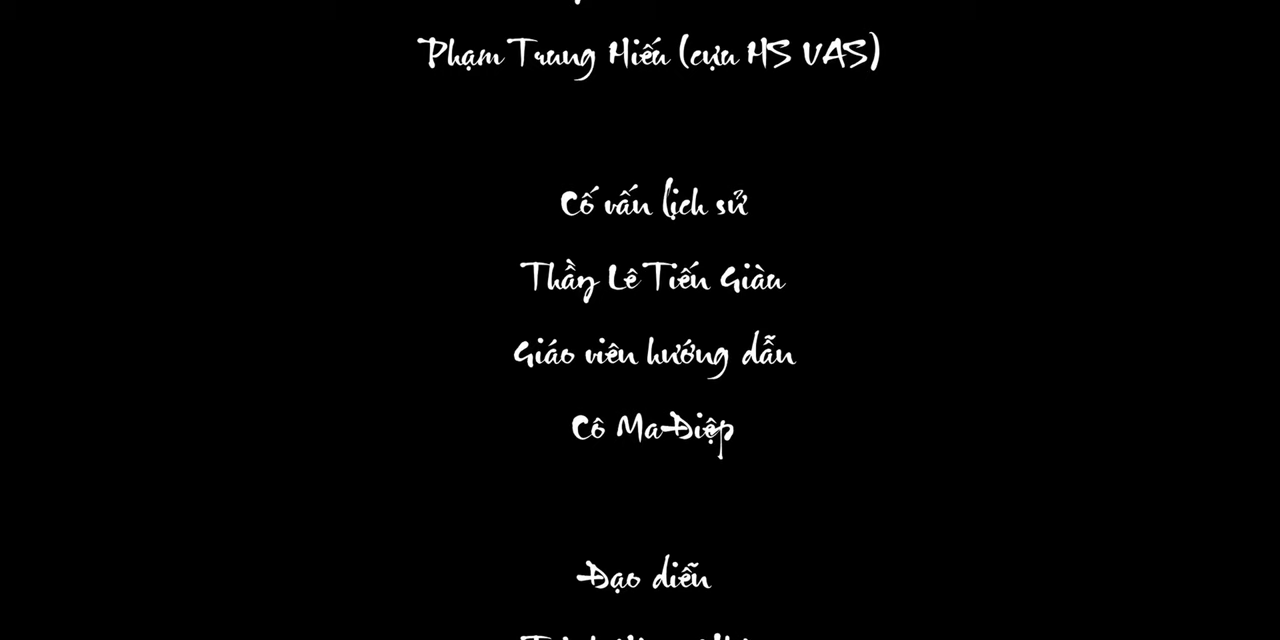 Phạm Trung Hiếu (cựu HS VAS)
Cố vấn lịch sử
Thầy Lê Tiến Giàu
Giáo viên hướng dẫn
Cô Ma Điệp
Đạo diễn